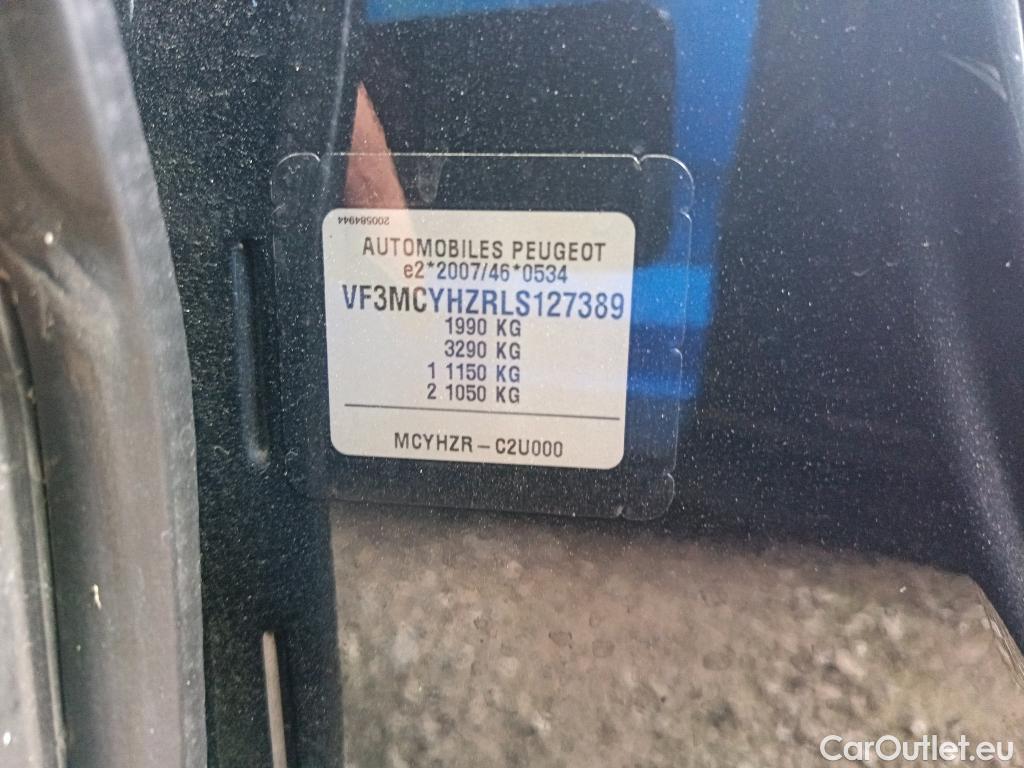 200584944
AUTOMOBILES PEUGEOT
e2*2007/46*0534
VF3MCYHZRLS127389
1990 KG
3290 KG
1 1150 KG
2 1050 KG
MCYHZR – C2U000
CarOutlet.eu